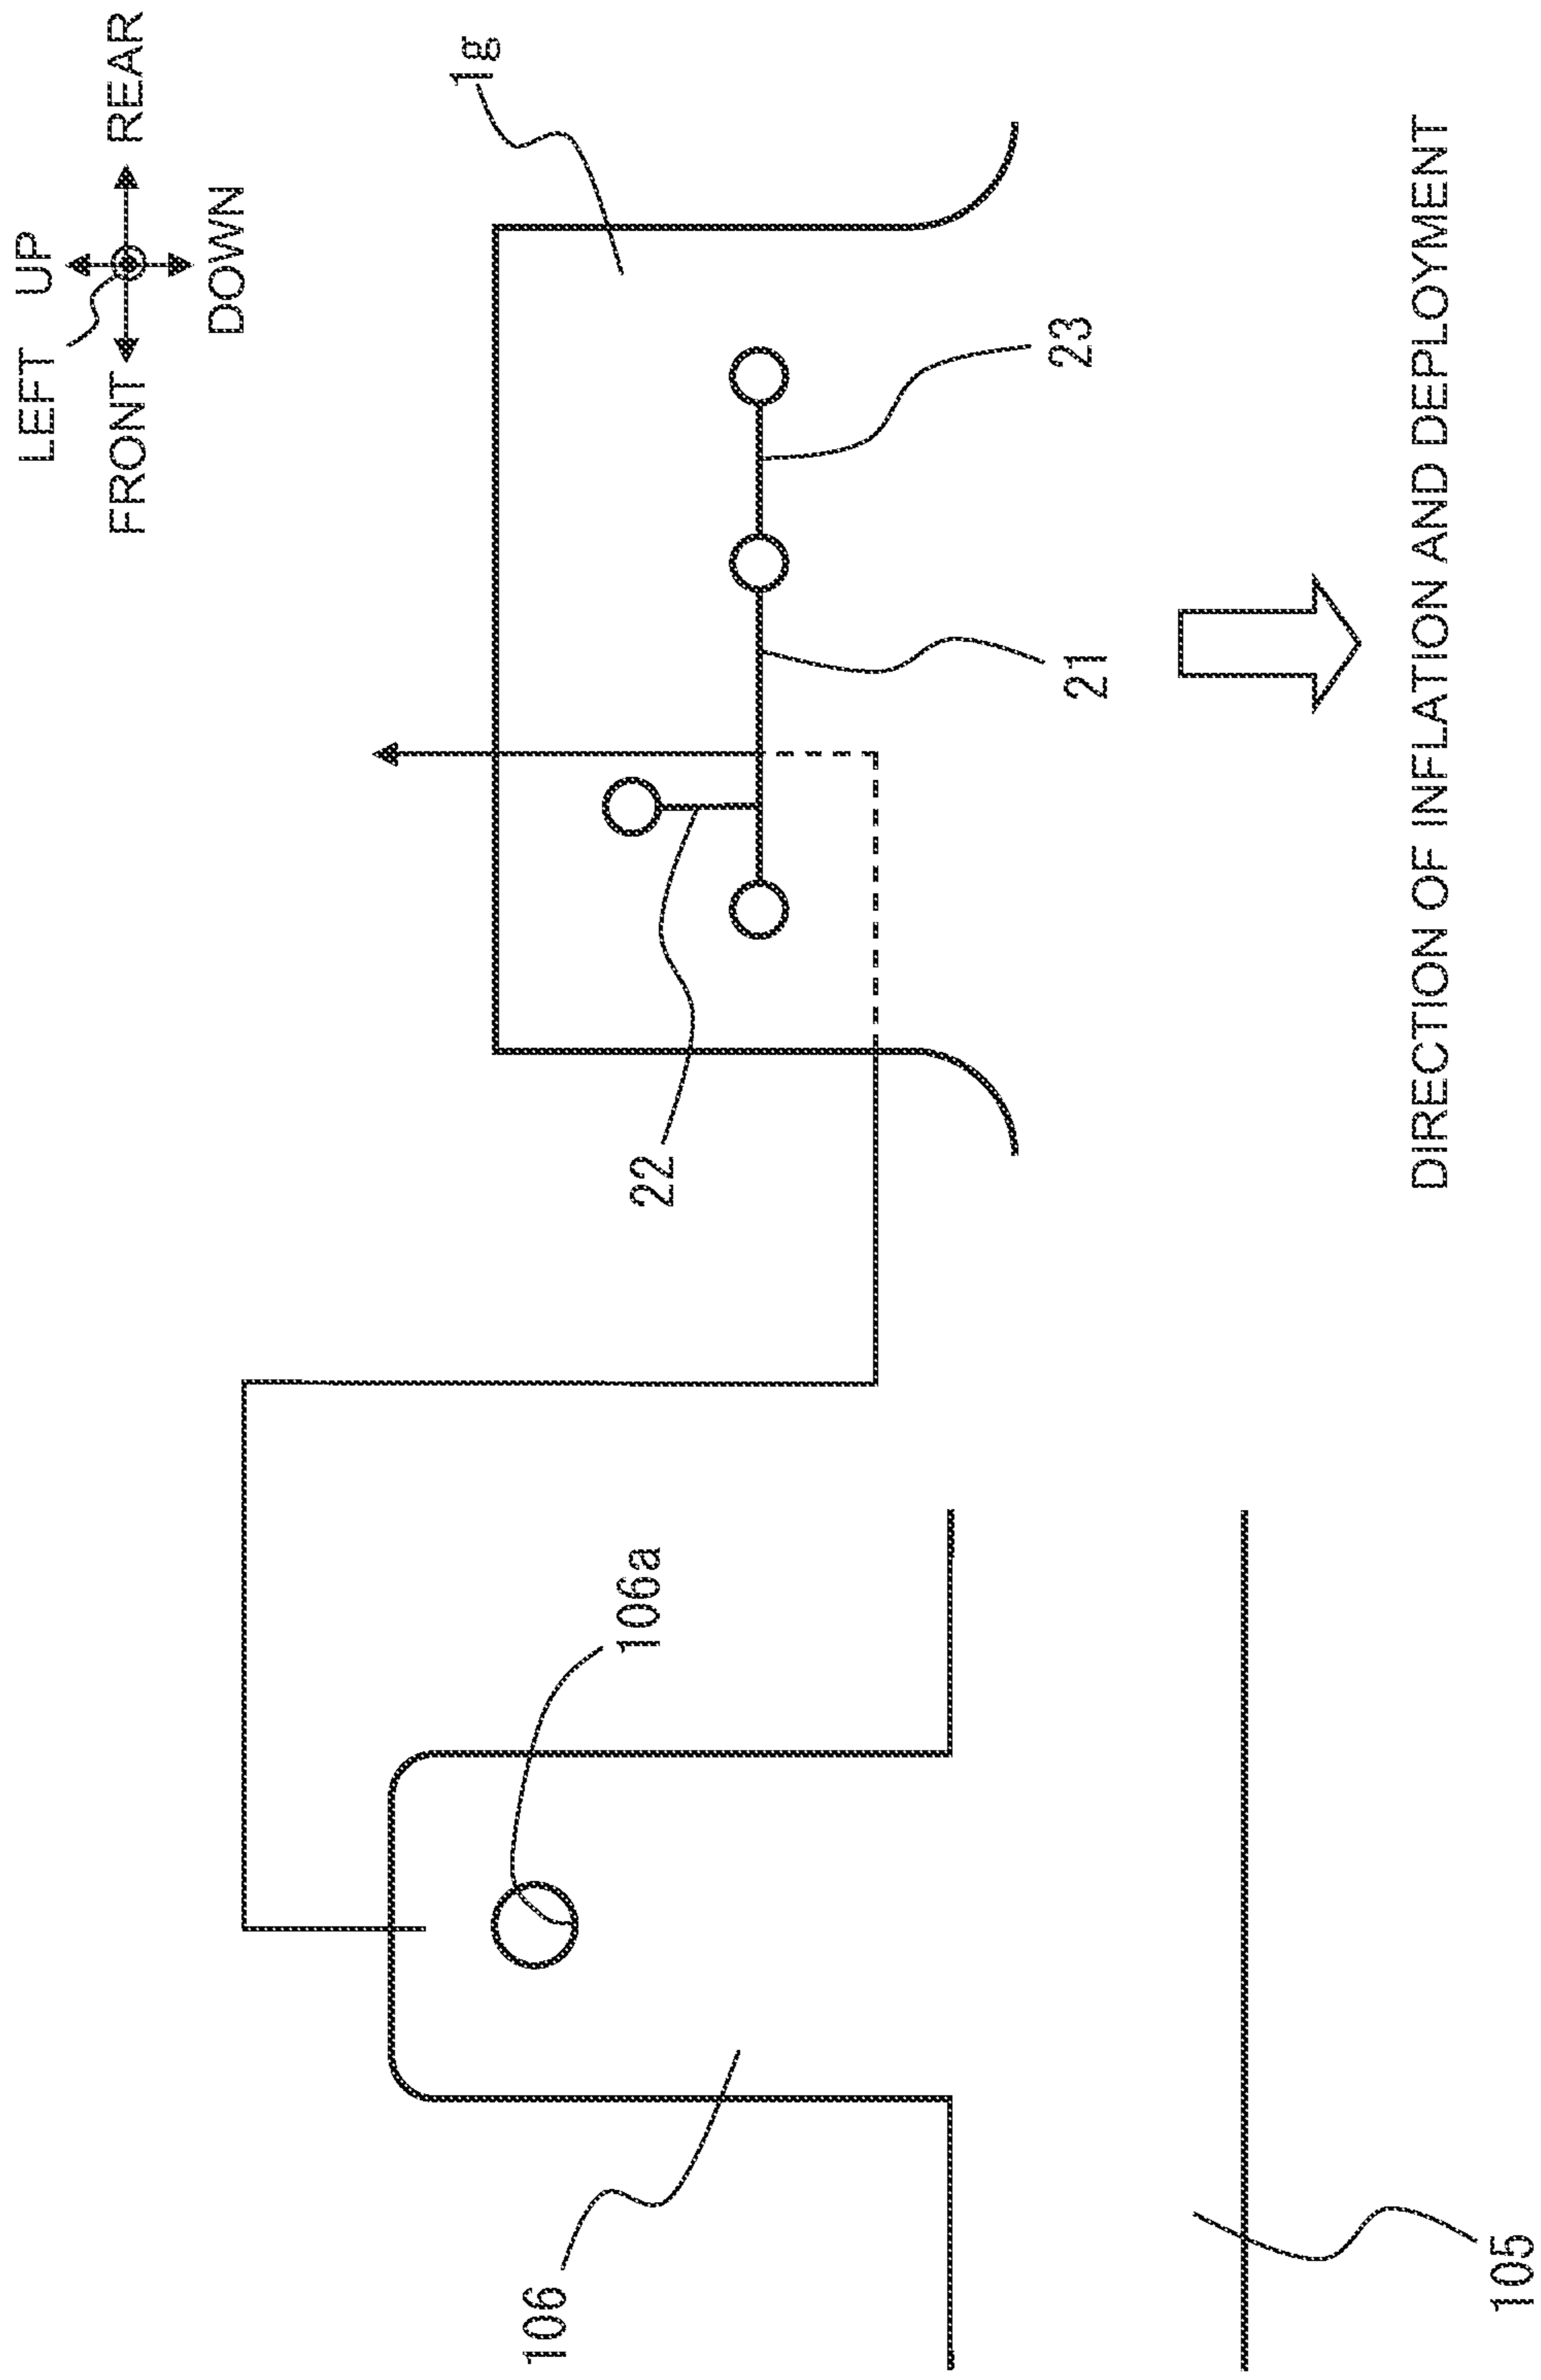 LEFT UP
FRONT REAR
DOWN
1g
106
106a
22
23
21
DIRECTION OF INFLATION AND DEPLOYMENT
105